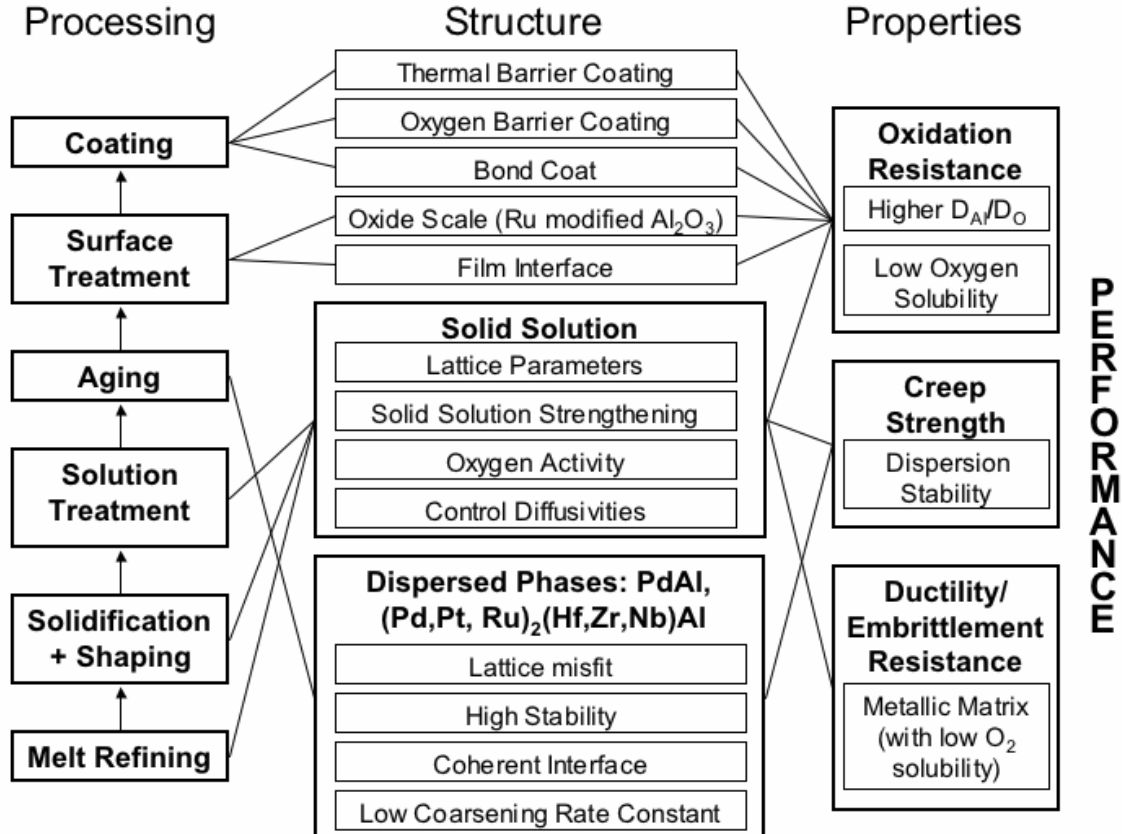 Processing
Structure
Properties
Coating
Surface
Treatment
Aging
Solution
Treatment
Solidification
+ Shaping
Melt Refining
Thermal Barrier Coating
Oxygen Barrier Coating
Bond Coat
Oxide Scale (Ru modified Al₂O₃)
Film Interface
Solid Solution
Lattice Parameters
Solid Solution Strengthening
Oxygen Activity
Control Diffusivities
Dispersed Phases: PdAl,
(Pd,Pt, Ru)₂(Hf,Zr,Nb)Al
Lattice misfit
High Stability
Coherent Interface
Low Coarsening Rate Constant
Oxidation
Resistance
Higher D_Al/D_O
Low Oxygen
Solubility
Creep
Strength
Dispersion
Stability
Ductility/
Embrittlement
Resistance
Metallic Matrix
(with low O₂
solubility)
PERFORMANCE